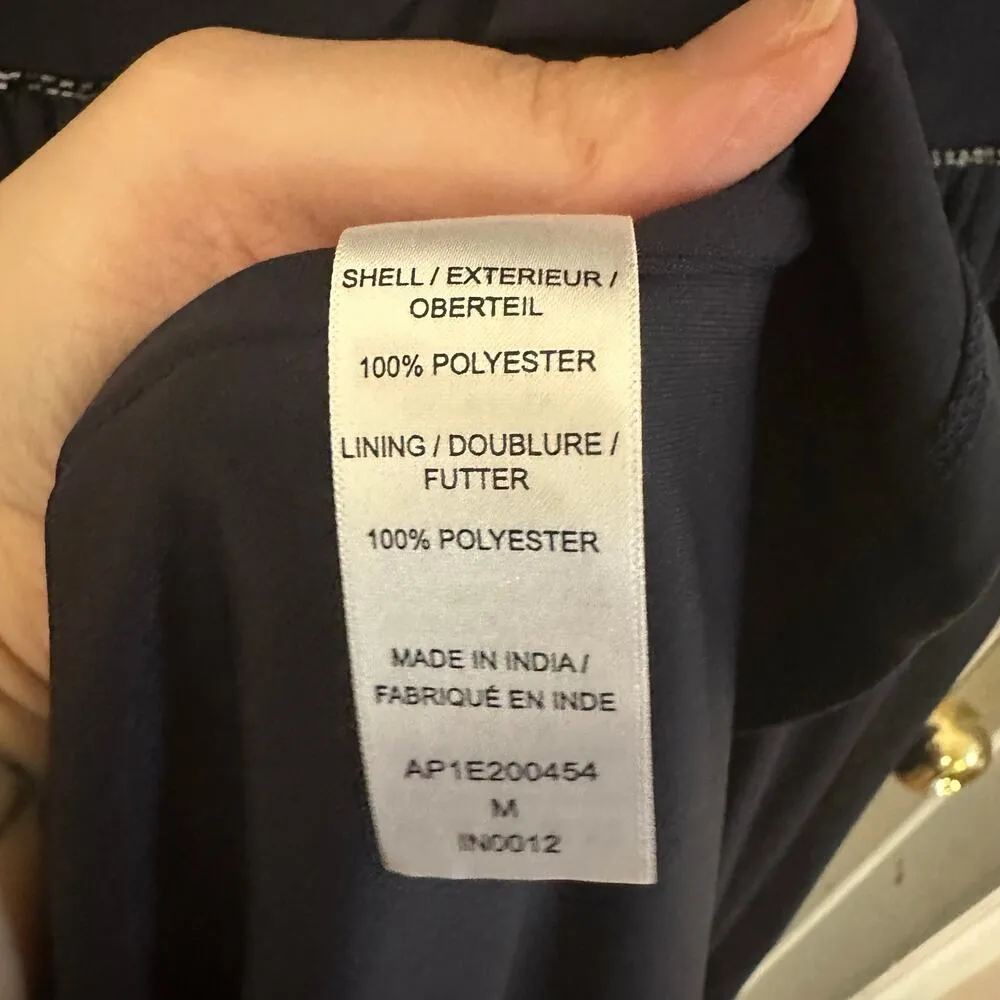 SHELL / EXTERIEUR /
OBERTEIL
100% POLYESTER
LINING / DOUBLURE /
FUTTER
100% POLYESTER
MADE IN INDIA /
FABRIQUÉ EN INDE
AP1E200454
M
IN0012